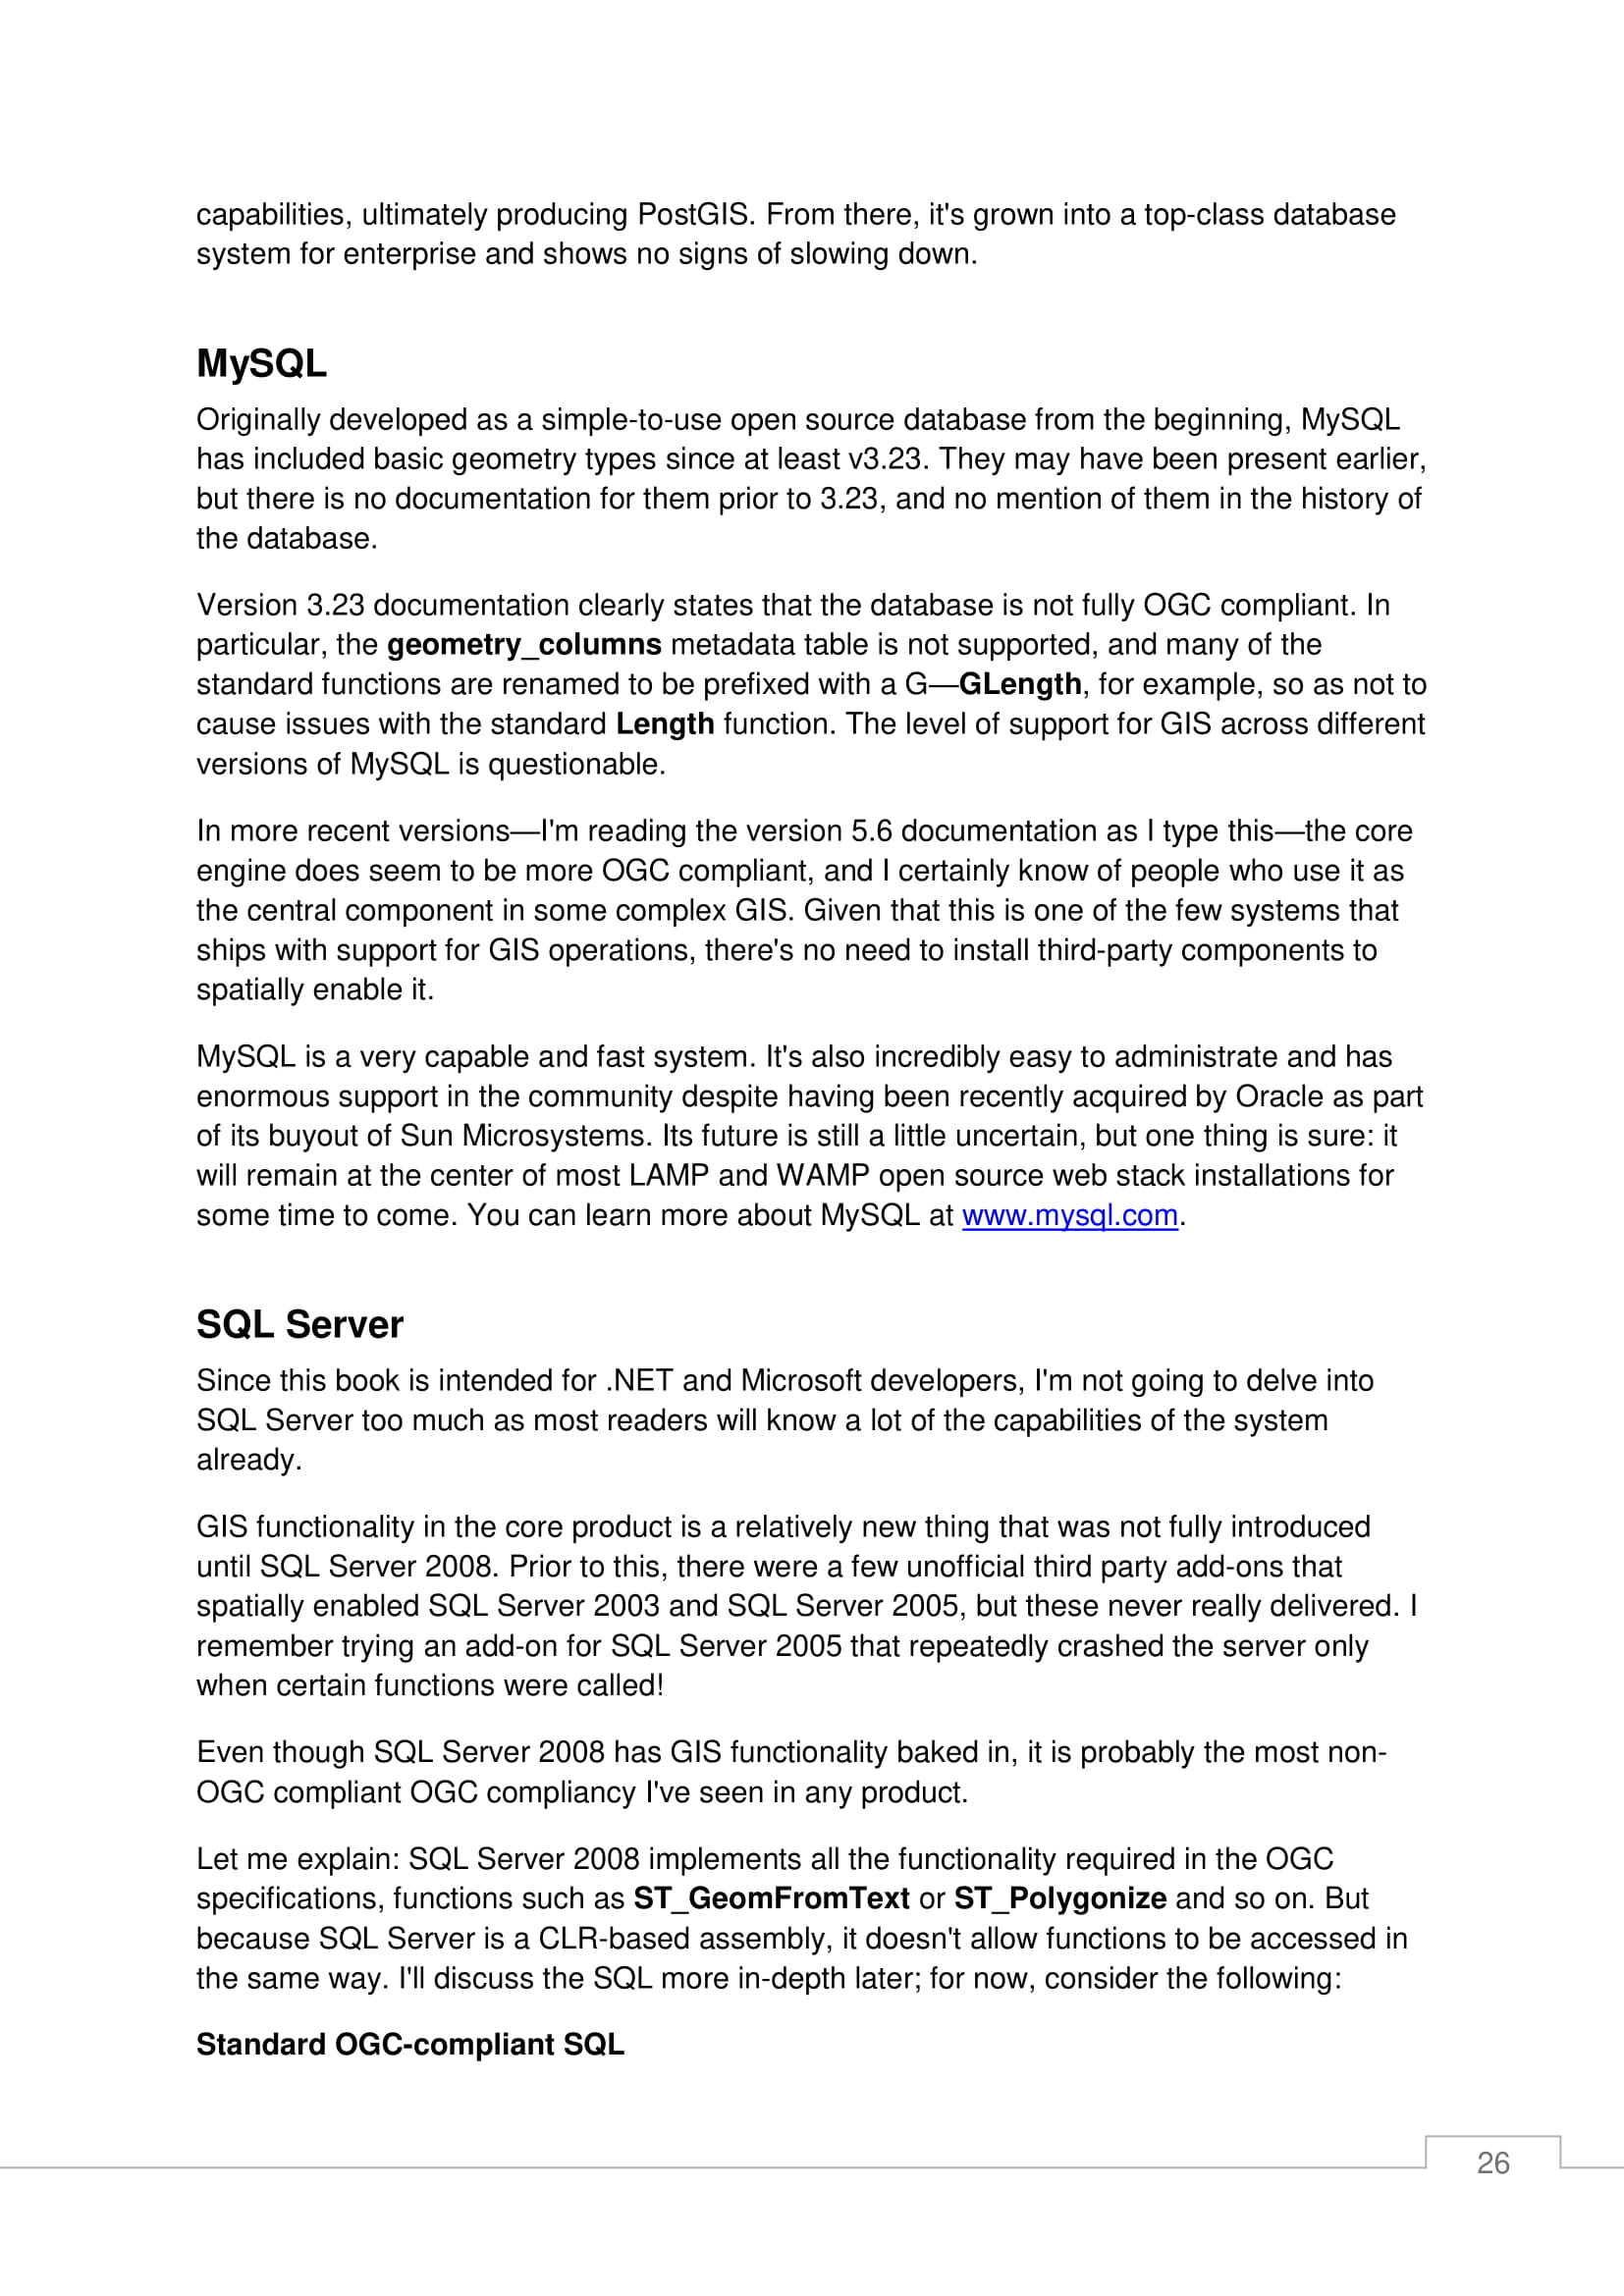 capabilities, ultimately producing PostGIS. From there, it's grown into a top-class database
system for enterprise and shows no signs of slowing down.
MySQL
Originally developed as a simple-to-use open source database from the beginning, MySQL
has included basic geometry types since at least v3.23. They may have been present earlier,
but there is no documentation for them prior to 3.23, and no mention of them in the history of
the database.
Version 3.23 documentation clearly states that the database is not fully OGC compliant. In
particular, the geometry_columns metadata table is not supported, and many of the
standard functions are renamed to be prefixed with a G—GLength, for example, so as not to
cause issues with the standard Length function. The level of support for GIS across different
versions of MySQL is questionable.
In more recent versions—I'm reading the version 5.6 documentation as I type this—the core
engine does seem to be more OGC compliant, and I certainly know of people who use it as
the central component in some complex GIS. Given that this is one of the few systems that
ships with support for GIS operations, there's no need to install third-party components to
spatially enable it.
MySQL is a very capable and fast system. It's also incredibly easy to administrate and has
enormous support in the community despite having been recently acquired by Oracle as part
of its buyout of Sun Microsystems. Its future is still a little uncertain, but one thing is sure: it
will remain at the center of most LAMP and WAMP open source web stack installations for
some time to come. You can learn more about MySQL at www.mysql.com.
SQL Server
Since this book is intended for .NET and Microsoft developers, I'm not going to delve into
SQL Server too much as most readers will know a lot of the capabilities of the system
already.
GIS functionality in the core product is a relatively new thing that was not fully introduced
until SQL Server 2008. Prior to this, there were a few unofficial third party add-ons that
spatially enabled SQL Server 2003 and SQL Server 2005, but these never really delivered. I
remember trying an add-on for SQL Server 2005 that repeatedly crashed the server only
when certain functions were called!
Even though SQL Server 2008 has GIS functionality baked in, it is probably the most non-
OGC compliant OGC compliancy I've seen in any product.
Let me explain: SQL Server 2008 implements all the functionality required in the OGC
specifications, functions such as ST_GeomFromText or ST_Polygonize and so on. But
because SQL Server is a CLR-based assembly, it doesn't allow functions to be accessed in
the same way. I'll discuss the SQL more in-depth later; for now, consider the following:
Standard OGC-compliant SQL
26